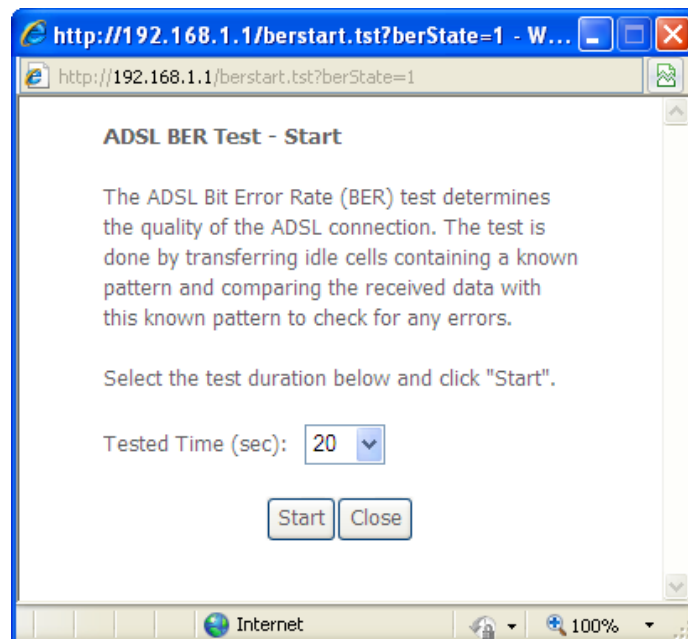 http://192.168.1.1/berstart.tst?berState=1 - W...
http://192.168.1.1/berstart.tst?berState=1
ADSL BER Test - Start
The ADSL Bit Error Rate (BER) test determines
the quality of the ADSL connection. The test is
done by transferring idle cells containing a known
pattern and comparing the received data with
this known pattern to check for any errors.
Select the test duration below and click "Start".
Tested Time (sec): 20
Start Close
Internet 100%